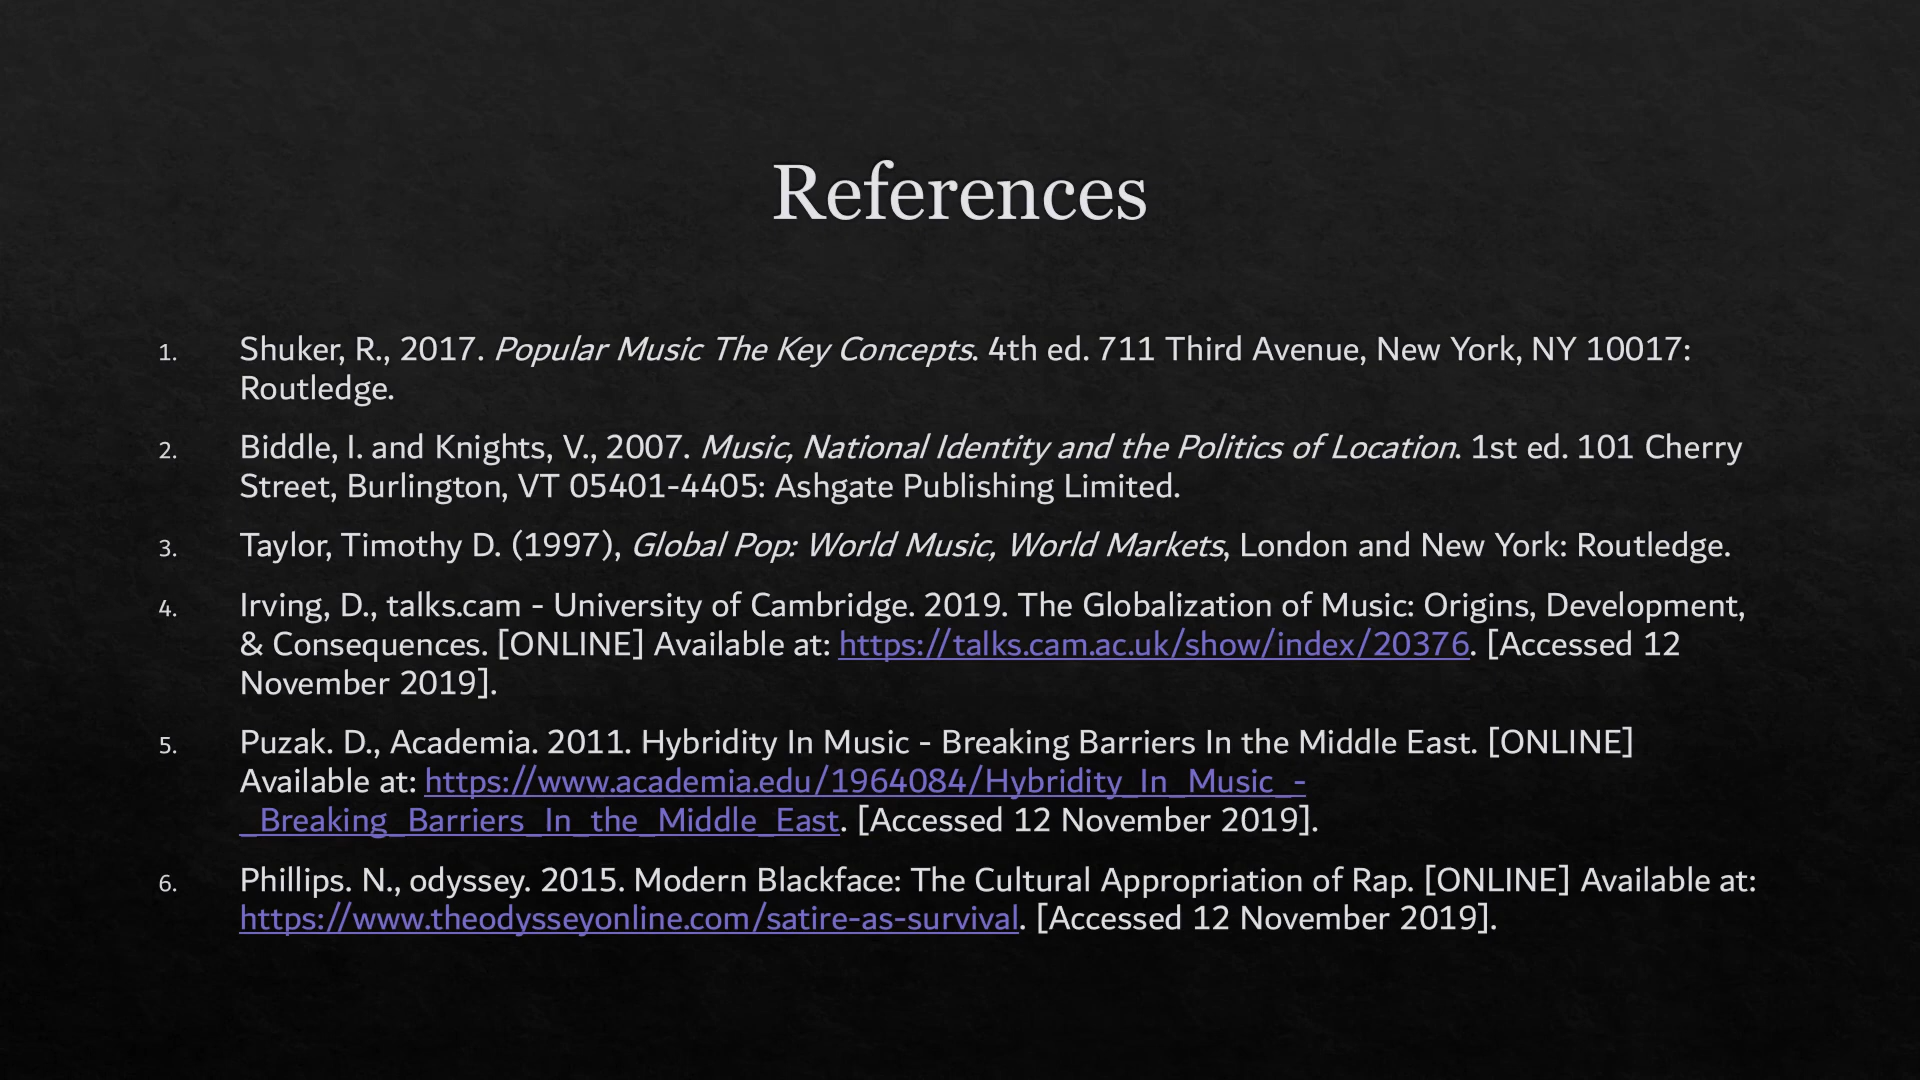 References
1. Shuker, R., 2017. Popular Music The Key Concepts. 4th ed. 711 Third Avenue, New York, NY 10017:
Routledge.
2. Biddle, I. and Knights, V., 2007. Music, National Identity and the Politics of Location. 1st ed. 101 Cherry
Street, Burlington, VT 05401-4405: Ashgate Publishing Limited.
3. Taylor, Timothy D. (1997), Global Pop: World Music, World Markets, London and New York: Routledge.
4. Irving, D., talks.cam - University of Cambridge. 2019. The Globalization of Music: Origins, Development,
& Consequences. [ONLINE] Available at: https://talks.cam.ac.uk/show/index/20376. [Accessed 12
November 2019].
5. Puzak. D., Academia. 2011. Hybridity In Music - Breaking Barriers In the Middle East. [ONLINE]
Available at: https://www.academia.edu/1964084/Hybridity_In_Music_-
_Breaking_Barriers_In_the_Middle_East. [Accessed 12 November 2019].
6. Phillips. N., odyssey. 2015. Modern Blackface: The Cultural Appropriation of Rap. [ONLINE] Available at:
https://www.theodysseyonline.com/satire-as-survival. [Accessed 12 November 2019].